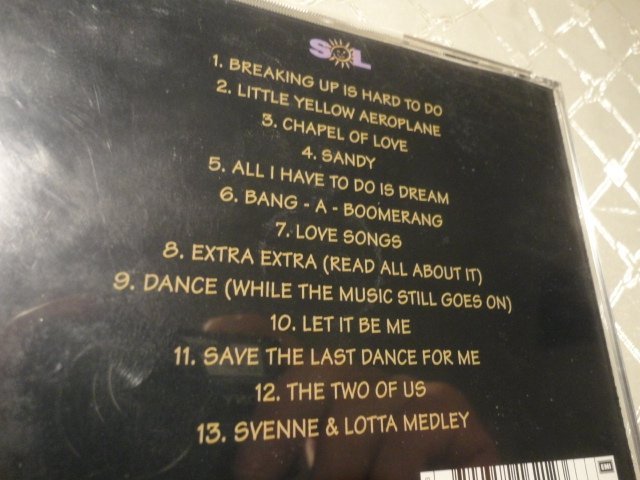 SOL
1. BREAKING UP IS HARD TO DO
2. LITTLE YELLOW AEROPLANE
3. CHAPEL OF LOVE
4. SANDY
5. ALL I HAVE TO DO IS DREAM
6. BANG - A - BOOMERANG
7. LOVE SONGS
8. EXTRA EXTRA (READ ALL ABOUT IT)
9. DANCE (WHILE THE MUSIC STILL GOES ON)
10. LET IT BE ME
11. SAVE THE LAST DANCE FOR ME
12. THE TWO OF US
13. SVENNE & LOTTA MEDLEY
EMI